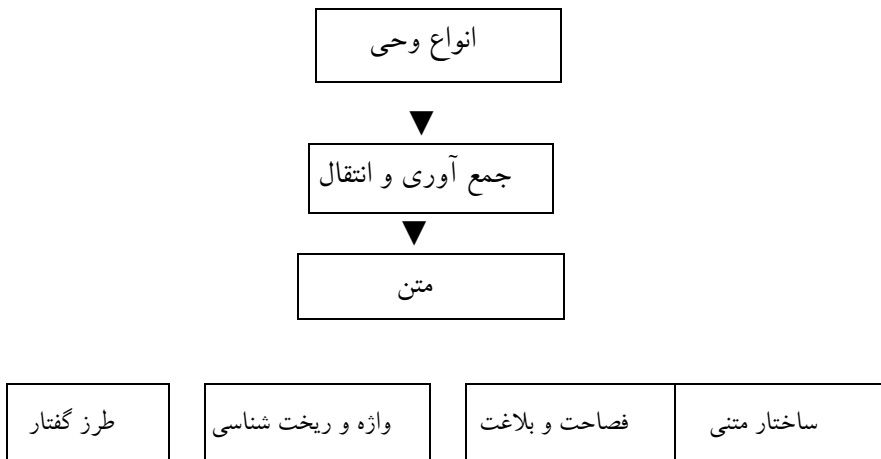 انواع وحی
جمع آوری و انتقال
متن
ساختار متنی
فصاحت و بلاغت
واژه و ریخت شناسی
طرز گفتار